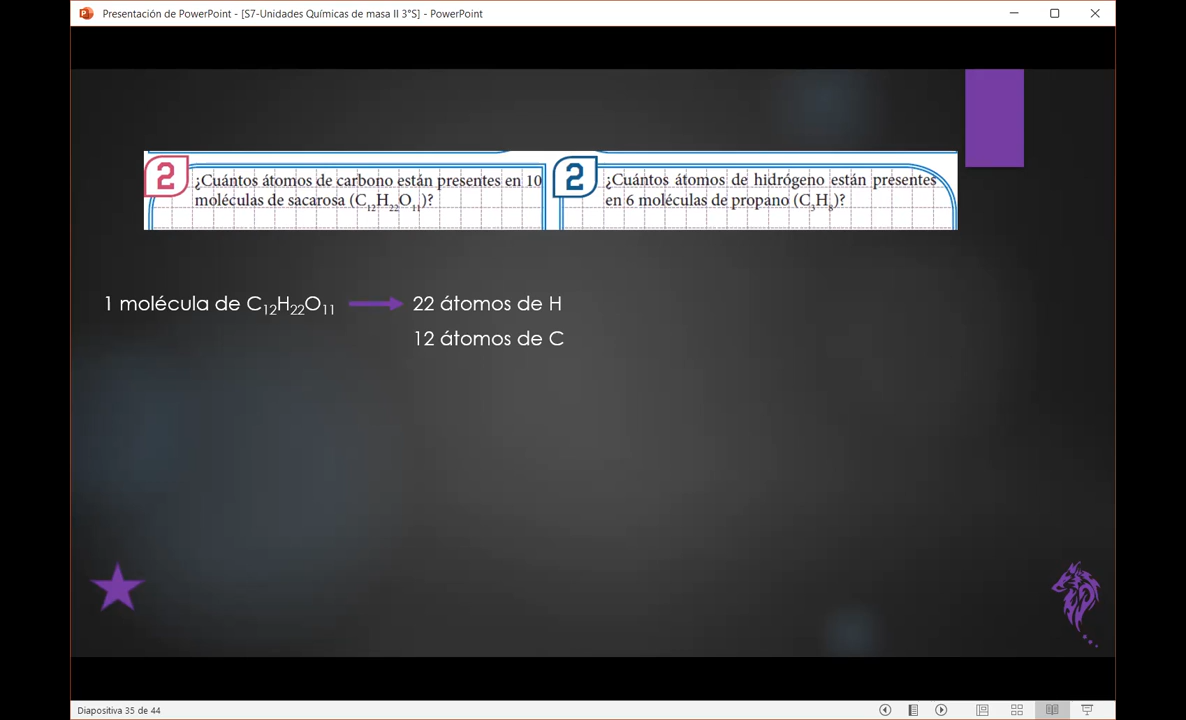 Presentación de PowerPoint - [S7-Unidades Químicas de masa II 3°S] - PowerPoint
2
¿Cuántos átomos de carbono están presentes en 10
moléculas de sacarosa (C₁₂H₂₂O₁₁)?
2
¿Cuántos átomos de hidrógeno están presentes
en 6 moléculas de propano (C₃H₈)?
1 molécula de C₁₂H₂₂O₁₁ 22 átomos de H
12 átomos de C
Diapositiva 35 de 44